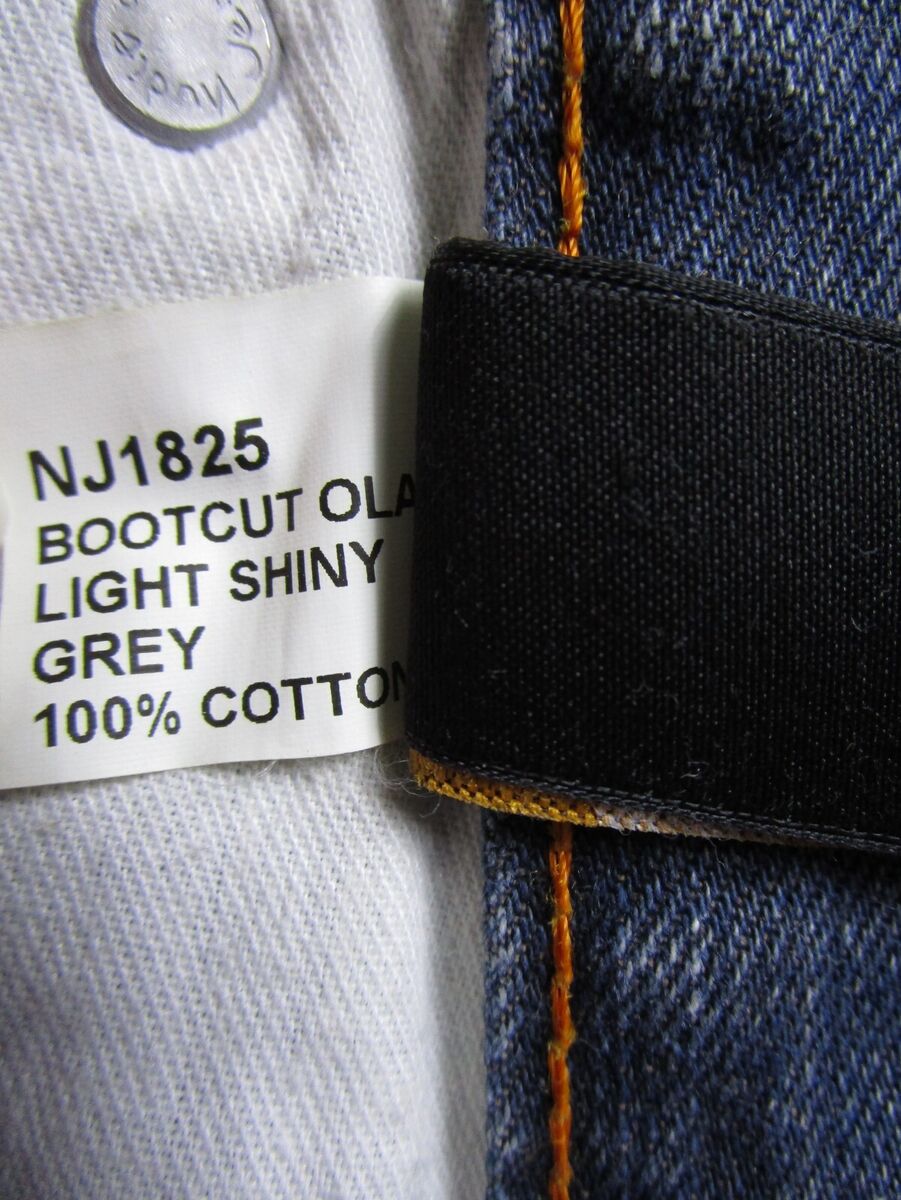 NJ1825
BOOTCUT OLA
LIGHT SHINY
GREY
100% COTTON